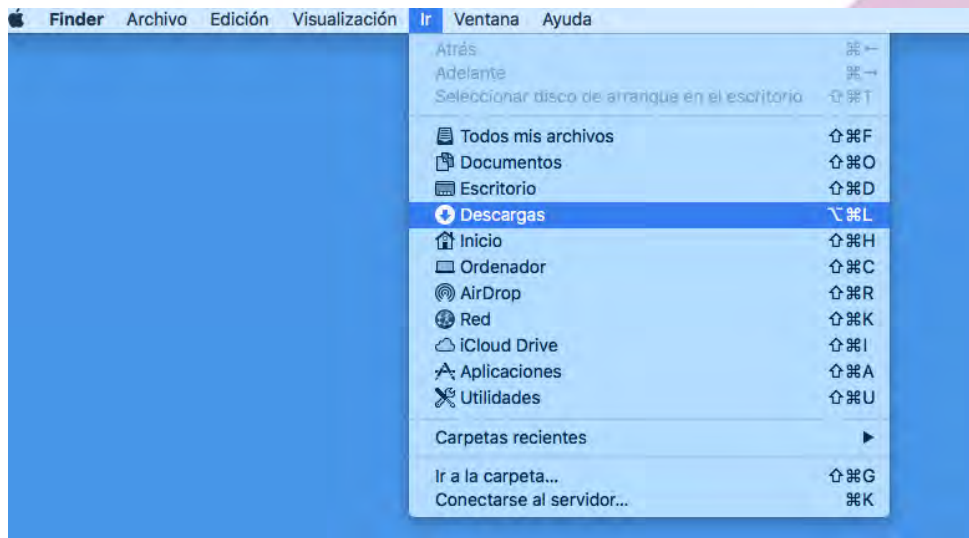 Finder Archivo Edición Visualización Ir Ventana Ayuda
Atrás ⌘←
Adelante ⌘→
Seleccionar disco de arranque en el escritorio ⇧⌘T
Todos mis archivos ⇧⌘F
Documentos ⇧⌘O
Escritorio ⇧⌘D
Descargas ⌥⌘L
Inicio ⇧⌘H
Ordenador ⇧⌘C
AirDrop ⇧⌘R
Red ⇧⌘K
iCloud Drive ⇧⌘I
Aplicaciones ⇧⌘A
Utilidades ⇧⌘U
Carpetas recientes ▶
Ir a la carpeta... ⇧⌘G
Conectarse al servidor... ⌘K